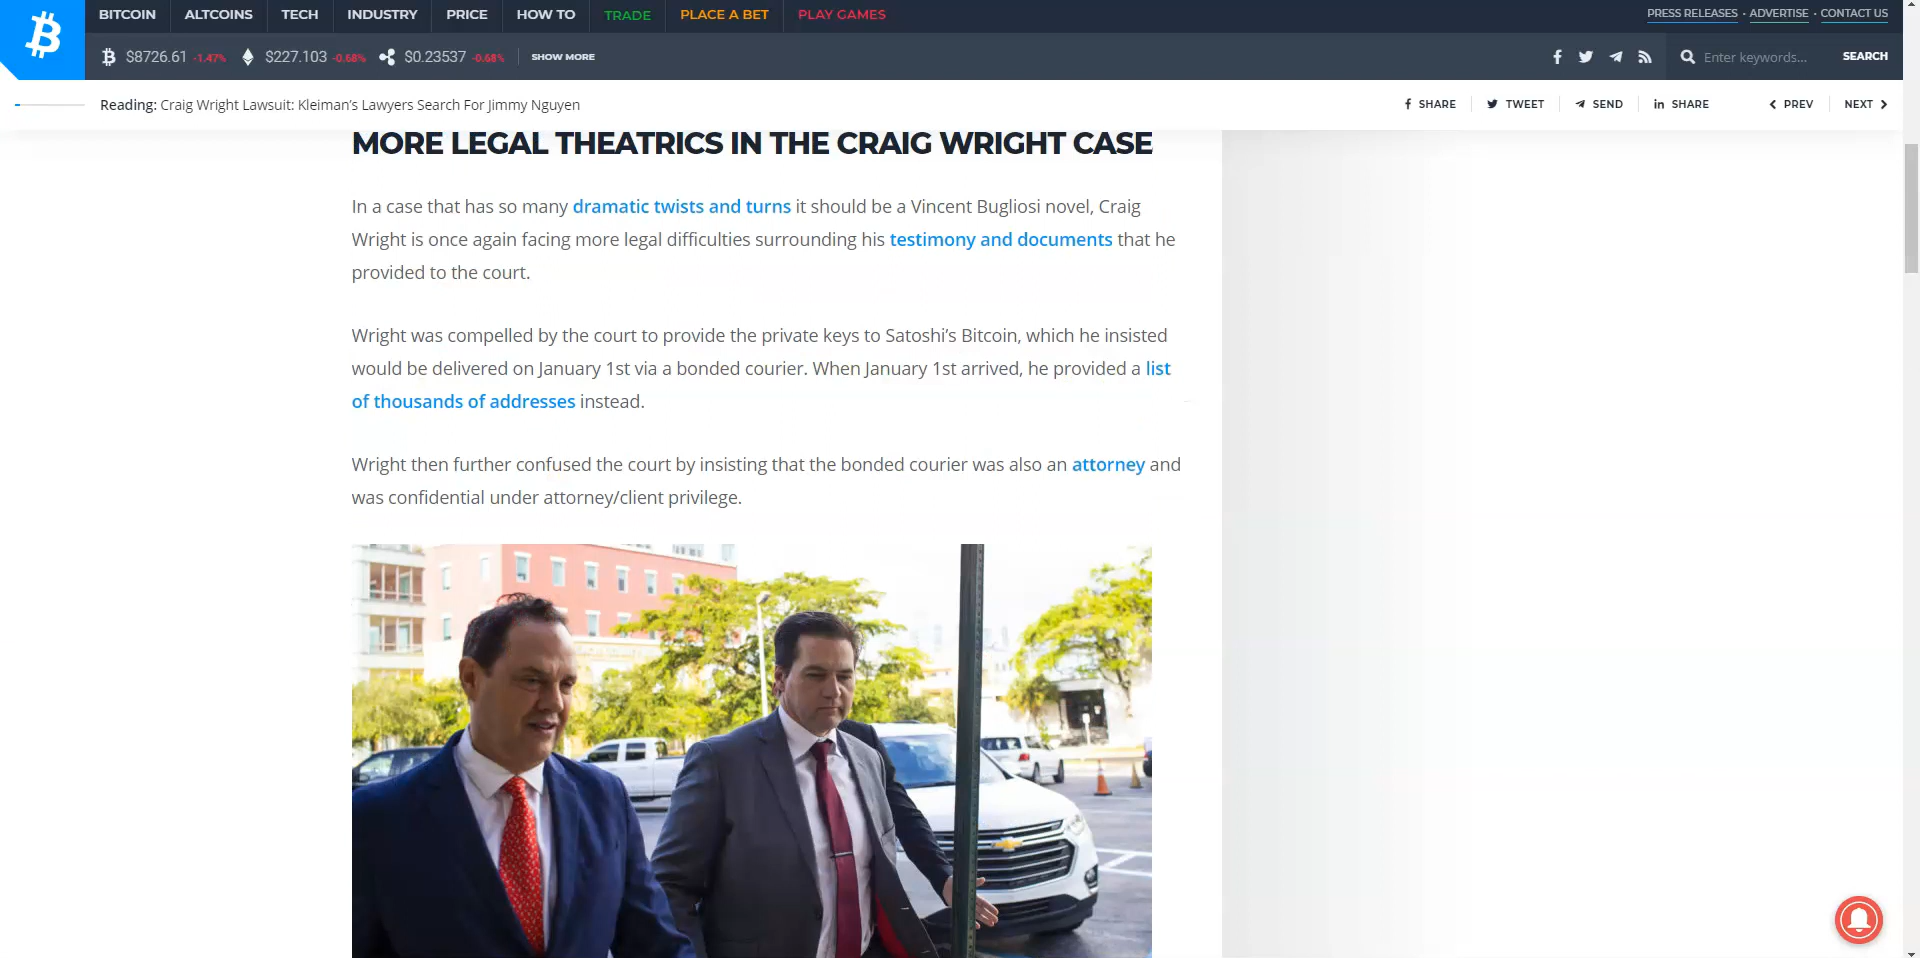 BITCOIN ALTCOINS TECH INDUSTRY PRICE HOW TO TRADE PLACE A BET PLAY GAMES PRESS RELEASES · ADVERTISE · CONTACT US
$8726.61 -1.47% $227.103 -0.68% $0.23537 -0.68% SHOW MORE Enter keywords... SEARCH
Reading: Craig Wright Lawsuit: Kleiman’s Lawyers Search For Jimmy Nguyen SHARE TWEET SEND SHARE PREV NEXT
MORE LEGAL THEATRICS IN THE CRAIG WRIGHT CASE
In a case that has so many dramatic twists and turns it should be a Vincent Bugliosi novel, Craig
Wright is once again facing more legal difficulties surrounding his testimony and documents that he
provided to the court.
Wright was compelled by the court to provide the private keys to Satoshi’s Bitcoin, which he insisted
would be delivered on January 1st via a bonded courier. When January 1st arrived, he provided a list
of thousands of addresses instead.
Wright then further confused the court by insisting that the bonded courier was also an attorney and
was confidential under attorney/client privilege.